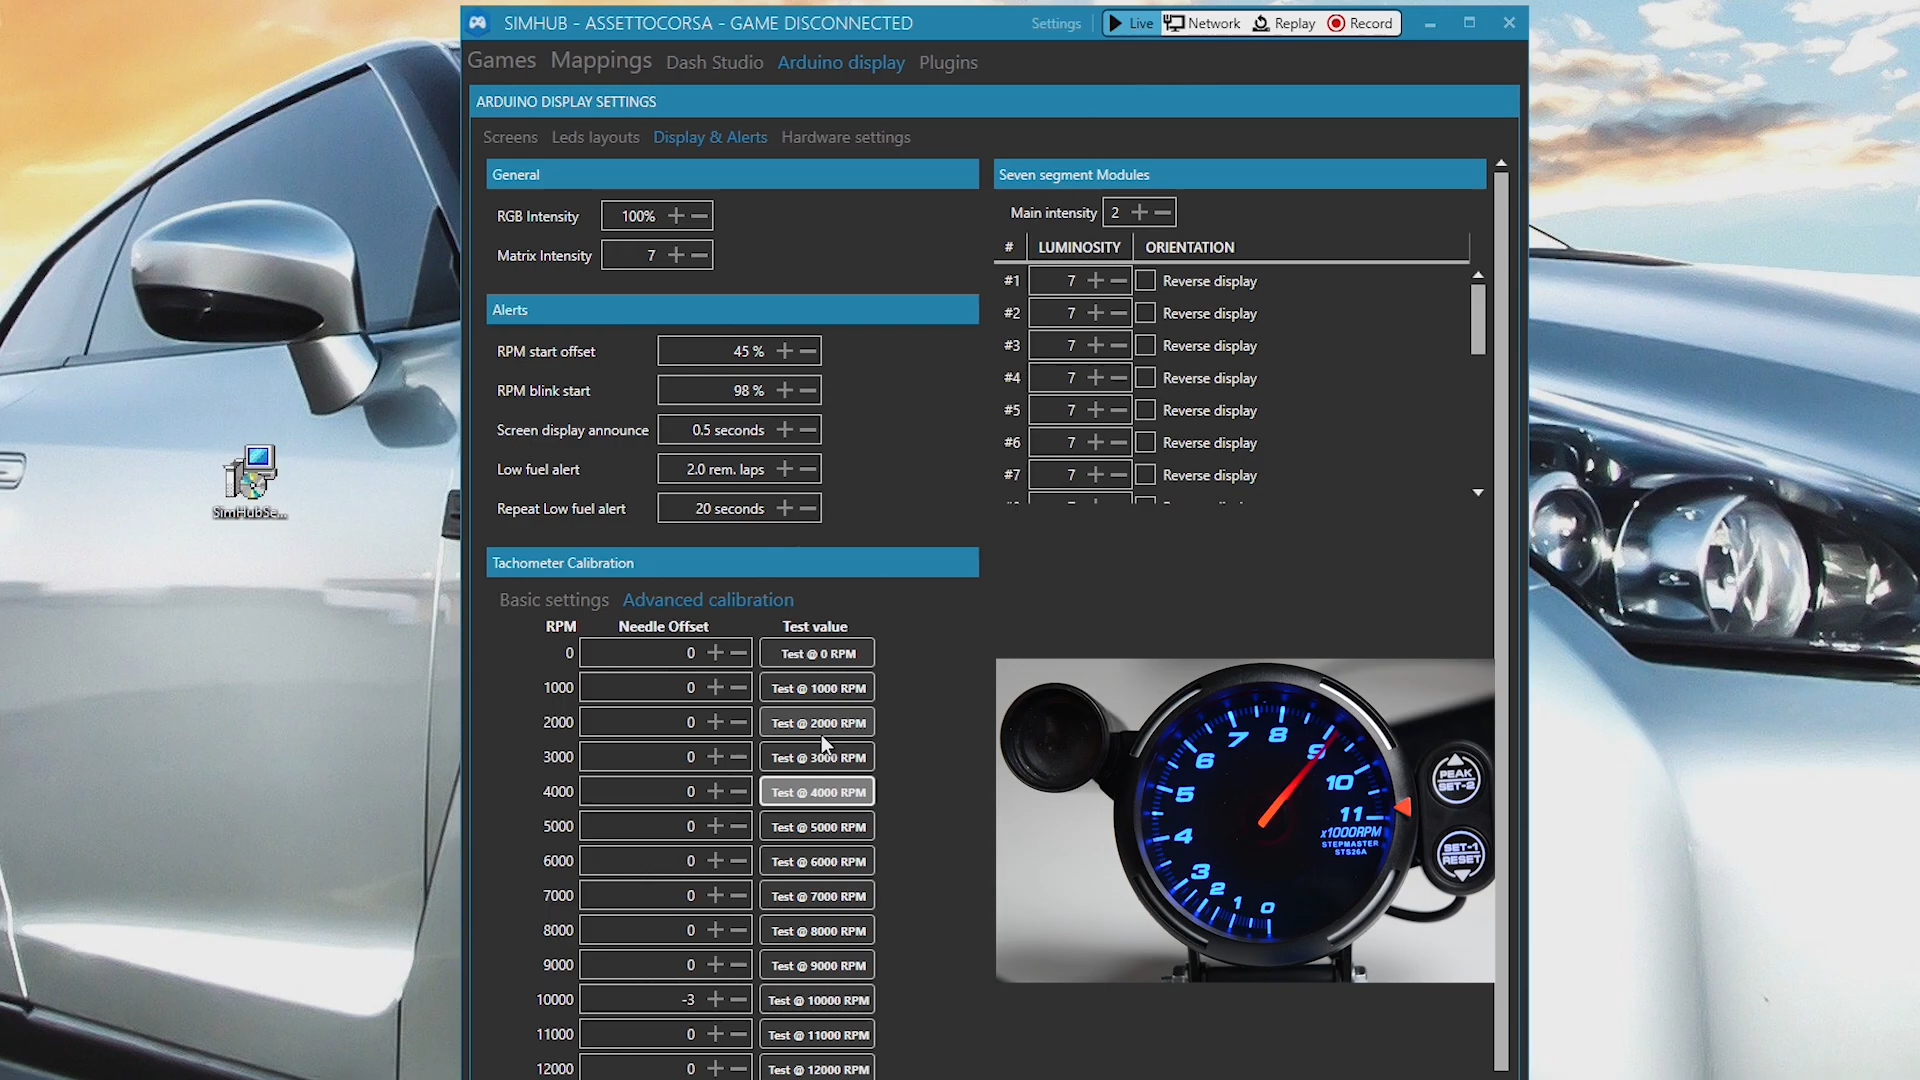 SIMHUB - ASSETTOCORSA - GAME DISCONNECTED
Settings
Live Network Replay Record
Games Mappings Dash Studio Arduino display Plugins
ARDUINO DISPLAY SETTINGS
Screens Leds layouts Display & Alerts Hardware settings
General
RGB Intensity 100%
Matrix Intensity 7
Alerts
RPM start offset 45 %
RPM blink start 98 %
Screen display announce 0.5 seconds
Low fuel alert 2.0 rem. laps
Repeat Low fuel alert 20 seconds
Seven segment Modules
Main intensity 2
# LUMINOSITY ORIENTATION
#1 7 Reverse display
#2 7 Reverse display
#3 7 Reverse display
#4 7 Reverse display
#5 7 Reverse display
#6 7 Reverse display
#7 7 Reverse display
SimHubSe...
Tachometer Calibration
Basic settings Advanced calibration
RPM Needle Offset Test value
0 0 Test @ 0 RPM
1000 0 Test @ 1000 RPM
2000 0 Test @ 2000 RPM
3000 0 Test @ 3000 RPM
4000 0 Test @ 4000 RPM
5000 0 Test @ 5000 RPM
6000 0 Test @ 6000 RPM
7000 0 Test @ 7000 RPM
8000 0 Test @ 8000 RPM
9000 0 Test @ 9000 RPM
10000 -3 Test @ 10000 RPM
11000 0 Test @ 11000 RPM
12000 0 Test @ 12000 RPM
0 1 2 3 4 5 6 7 8 9 10 11
x1000RPM
STEPMASTER
ST526A
PEAK
SET-2
SET-1
RESET